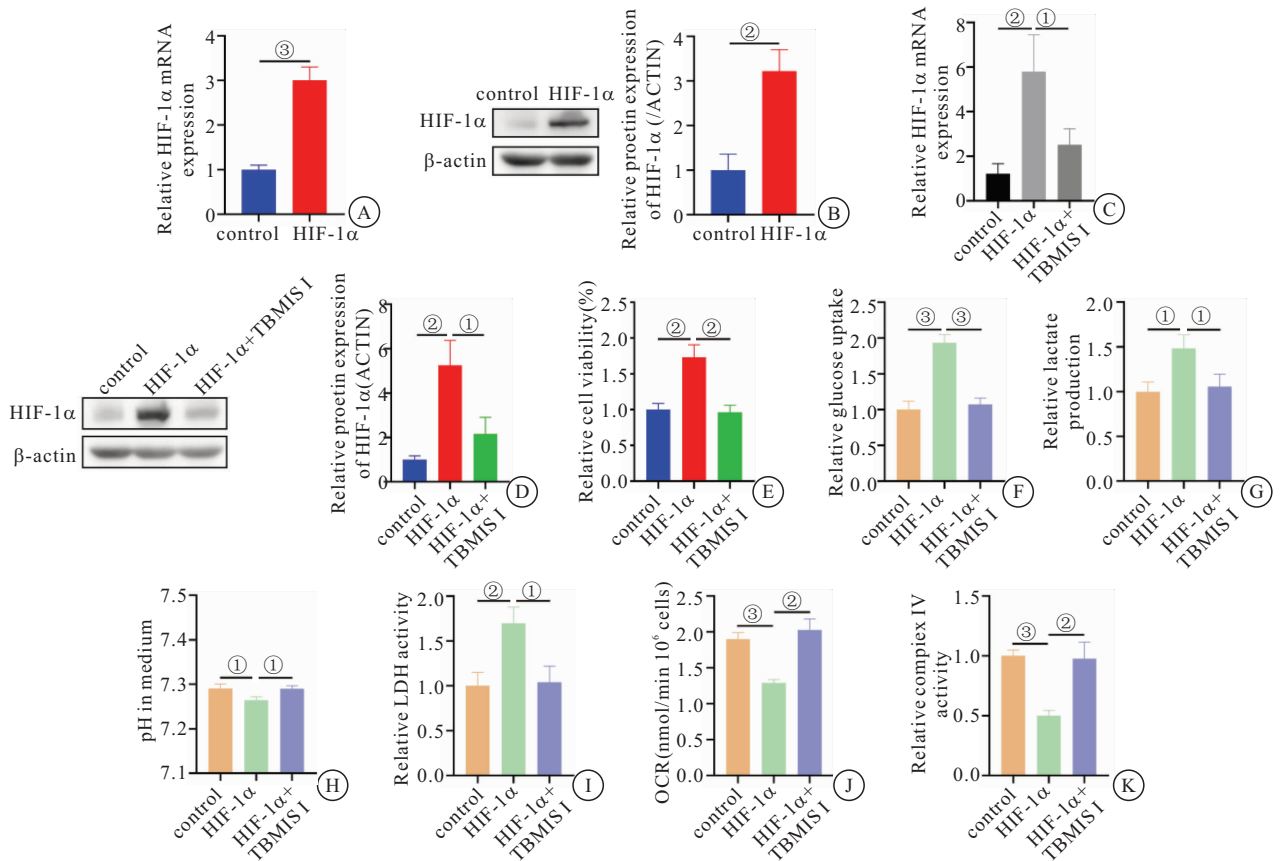 Relative HIF-1α mRNA
expression
4
3
2
1
0
③
control HIF-1α
A
control HIF-1α
HIF-1α
β-actin
Relative proetin expression
of HIF-1α (/ACTIN)
4
3
2
1
0
②
control HIF-1α
B
Relative HIF-1α mRNA
expression
8
6
4
2
0
② ①
control
HIF-1α
HIF-1α+
TBMIS I
C
control
HIF-1α
HIF-1α+TBMIS I
HIF-1α
β-actin
Relative proetin expression
of HIF-1α(ACTIN)
8
6
4
2
0
② ①
control
HIF-1α
HIF-1α+
TBMIS I
D
Relative cell viability(%)
2.5
2.0
1.5
1.0
0.5
0.0
② ②
control
HIF-1α
HIF-1α+
TBMIS I
E
Relative glucose uptake
2.5
2.0
1.5
1.0
0.5
0.0
③ ③
control
HIF-1α
HIF-1α+
TBMIS I
F
Relative lactate
production
2.0
1.5
1.0
0.5
0.0
① ①
control
HIF-1α
HIF-1α+
TBMIS I
G
pH in medium
7.5
7.4
7.3
7.2
7.1
① ①
control
HIF-1α
HIF-1α+
TBMIS I
H
Relative LDH activity
2.0
1.5
1.0
0.5
0.0
② ①
control
HIF-1α
HIF-1α+
TBMIS I
I
OCR(nmol/min 10⁶ cells)
2.5
2.0
1.5
1.0
0.5
0.0
③ ②
control
HIF-1α
HIF-1α+
TBMIS I
J
Relative compiex IV
activity
1.5
1.0
0.5
0.0
③ ②
control
HIF-1α
HIF-1α+
TBMIS I
K